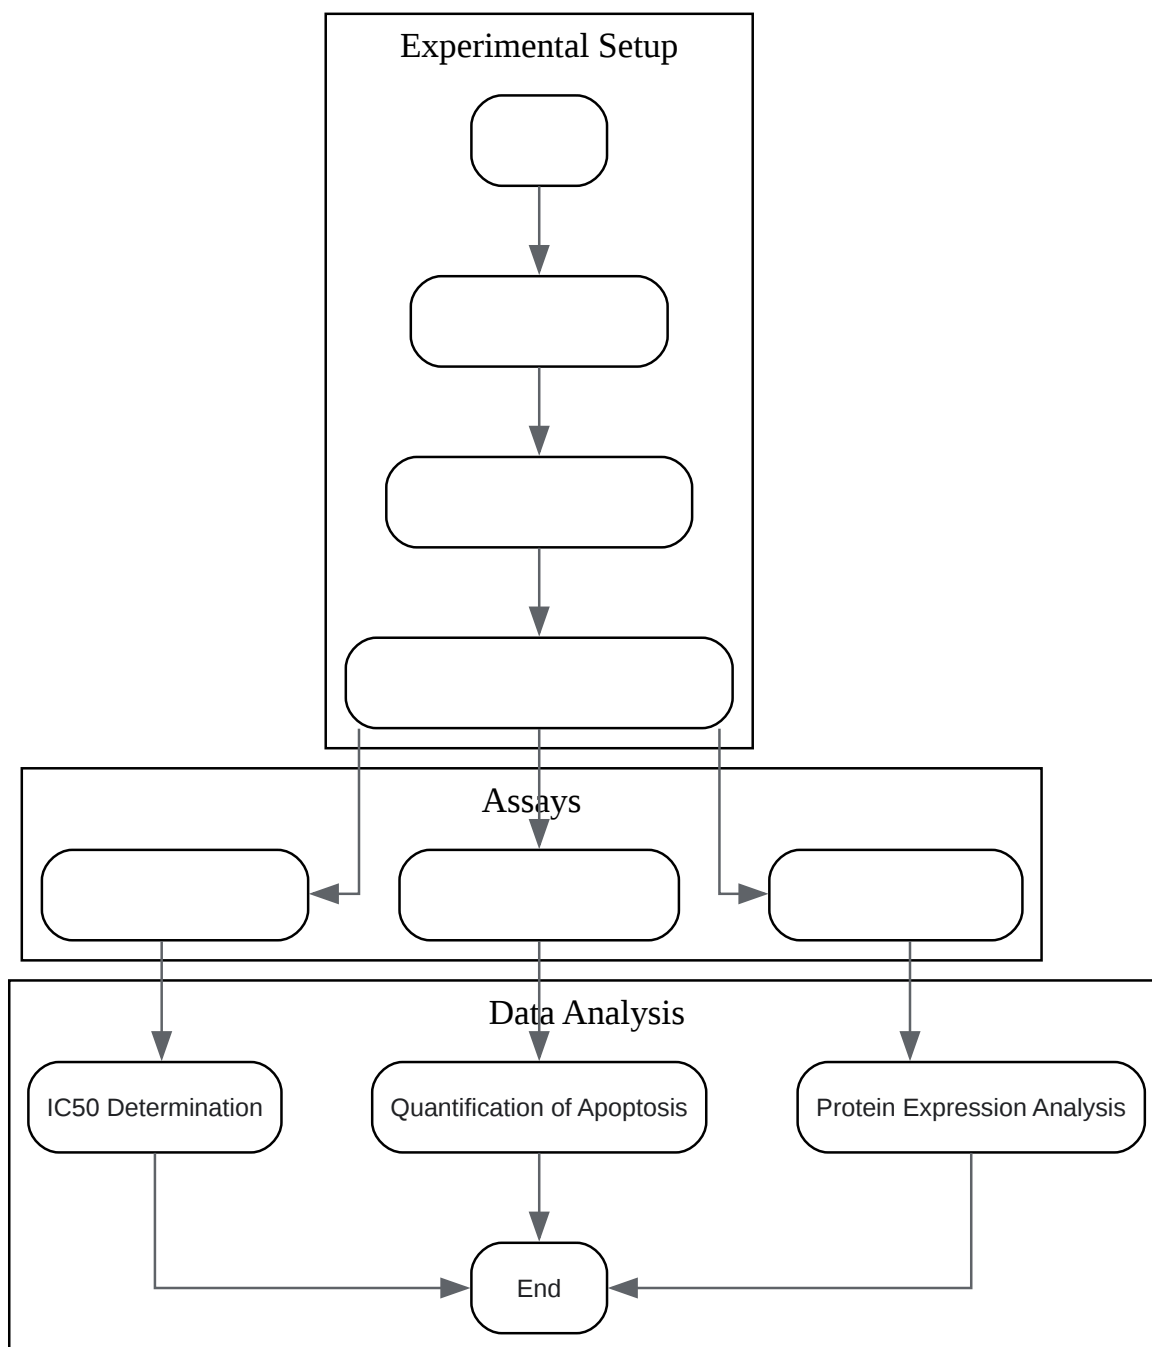 Experimental Setup
Assays
Data Analysis
IC50 Determination
Quantification of Apoptosis
Protein Expression Analysis
End